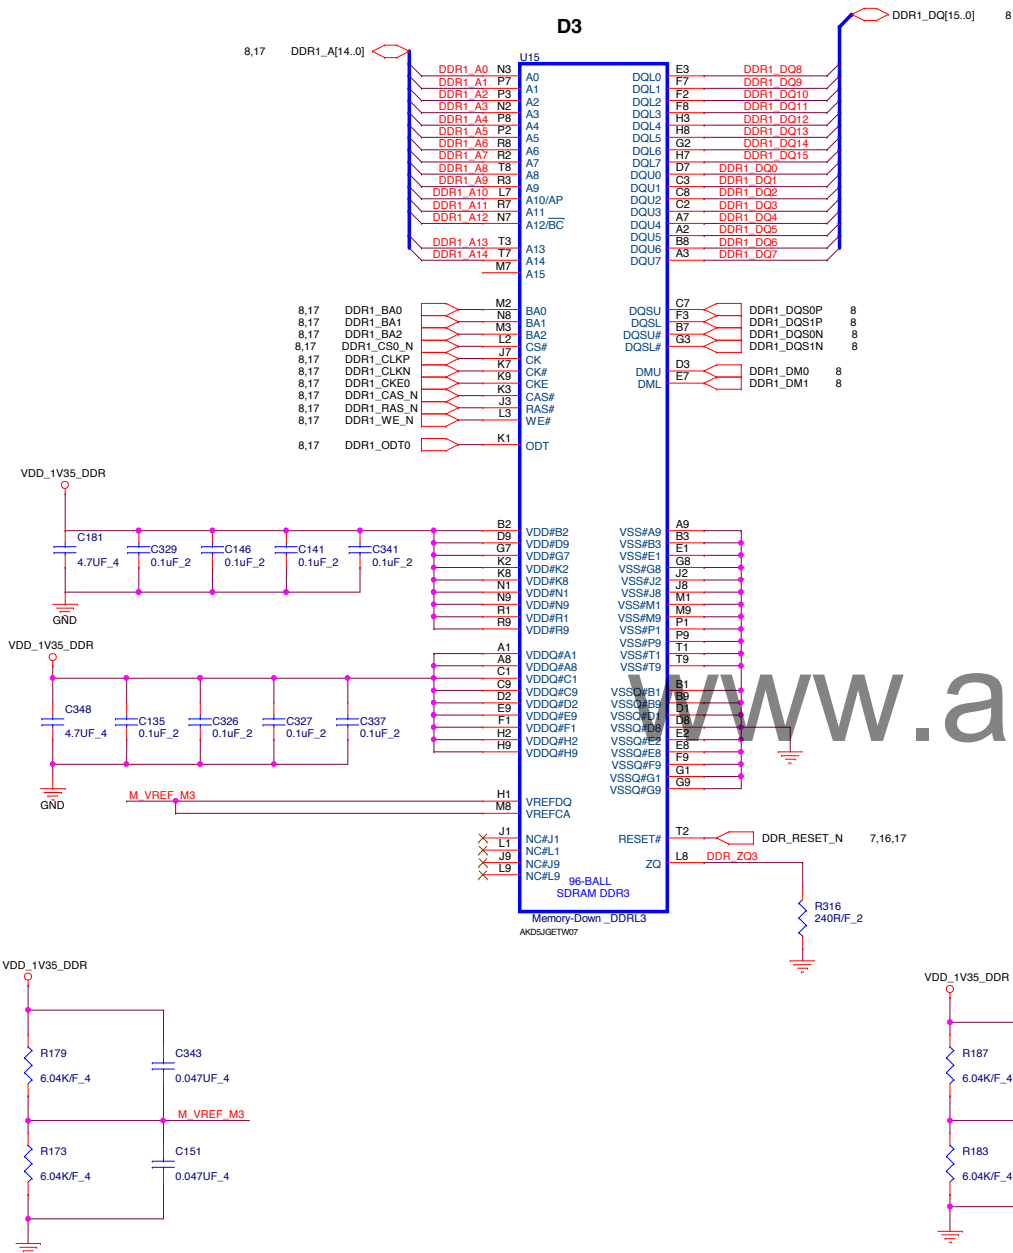 D3
DDR1_DQ[15..0] 8
8,17 DDR1_A[14..0]
U15
DDR1_A0 N3 A0 DQL0 E3 DDR1_DQ8
DDR1_A1 P7 A1 DQL1 F7 DDR1_DQ9
DDR1_A2 P3 A2 DQL2 F2 DDR1_DQ10
DDR1_A3 N2 A3 DQL3 F8 DDR1_DQ11
DDR1_A4 P8 A4 DQL4 H3 DDR1_DQ12
DDR1_A5 P2 A5 DQL5 H8 DDR1_DQ13
DDR1_A6 R8 A6 DQL6 G2 DDR1_DQ14
DDR1_A7 R2 A7 DQL7 H7 DDR1_DQ15
DDR1_A8 T8 A8 DQU0 D7 DDR1_DQ0
DDR1_A9 R3 A9 DQU1 C3 DDR1_DQ1
DDR1_A10 L7 A10/AP DQU2 C8 DDR1_DQ2
DDR1_A11 R7 A11 DQU3 C2 DDR1_DQ3
DDR1_A12 N7 A12/BC DQU4 A7 DDR1_DQ4
DQU5 A2 DDR1_DQ5
DDR1_A13 T3 A13 DQU6 B8 DDR1_DQ6
DDR1_A14 T7 A14 DQU7 A3 DDR1_DQ7
M7 A15
8,17 DDR1_BA0 M2 BA0 DQSU C7 DDR1_DQS0P 8
8,17 DDR1_BA1 N8 BA1 DQSL F3 DDR1_DQS1P 8
8,17 DDR1_BA2 M3 BA2 DQSU# B7 DDR1_DQS0N 8
8,17 DDR1_CS0_N L2 CS# DQSL# G3 DDR1_DQS1N 8
8,17 DDR1_CLKP J7 CK
8,17 DDR1_CLKN K7 CK# DMU D3 DDR1_DM0 8
8,17 DDR1_CKE0 K9 CKE DML E7 DDR1_DM1 8
8,17 DDR1_CAS_N K3 CAS#
8,17 DDR1_RAS_N J3 RAS#
8,17 DDR1_WE_N L3 WE#
8,17 DDR1_ODT0 K1 ODT
VDD_1V35_DDR
C181 4.7UF_4
C329 0.1uF_2
C146 0.1uF_2
C141 0.1uF_2
C341 0.1uF_2
GND
B2 VDD#B2 VSS#A9 A9
D9 VDD#D9 VSS#B3 B3
G7 VDD#G7 VSS#E1 E1
K2 VDD#K2 VSS#G8 G8
K8 VDD#K8 VSS#J2 J2
N1 VDD#N1 VSS#J8 J8
N9 VDD#N9 VSS#M1 M1
R1 VDD#R1 VSS#M9 M9
R9 VDD#R9 VSS#P1 P1
VSS#P9 P9
A1 VDDQ#A1 VSS#T1 T1
A8 VDDQ#A8 VSS#T9 T9
C1 VDDQ#C1
C9 VDDQ#C9 VSSQ#B1 B1
D2 VDDQ#D2 VSSQ#B9 B9
E9 VDDQ#E9 VSSQ#D1 D1
F1 VDDQ#F1 VSSQ#D8 D8
H2 VDDQ#H2 VSSQ#E2 E2
H9 VDDQ#H9 VSSQ#E8 E8
VSSQ#F9 F9
VSSQ#G1 G1
VSSQ#G9 G9
VDD_1V35_DDR
C348 4.7UF_4
C135 0.1uF_2
C326 0.1uF_2
C327 0.1uF_2
C337 0.1uF_2
GND
www.a
M_VREF_M3 H1 VREFDQ
M8 VREFCA
J1 NC#J1 RESET# T2 DDR_RESET_N 7,16,17
L1 NC#L1
J9 NC#J9 ZQ L8 DDR_ZQ3
L9 NC#L9
96-BALL
SDRAM DDR3
Memory-Down _DDRL3
AKD5JGETW07
R316
240R/F_2
VDD_1V35_DDR
R179
6.04K/F_4
C343
0.047UF_4
M_VREF_M3
R173
6.04K/F_4
C151
0.047UF_4
VDD_1V35_DDR
R187
6.04K/F_4
R183
6.04K/F_4